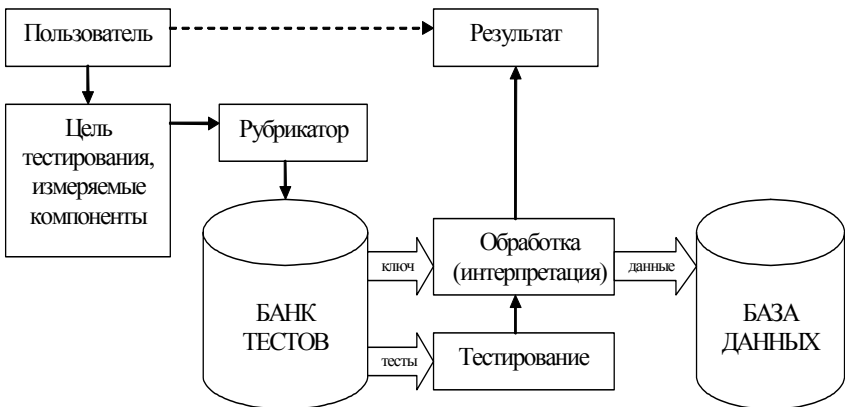 Пользователь
Результат
Цель
тестирования,
измеряемые
компоненты
Рубрикатор
БАНК
ТЕСТОВ
ключ
Обработка
(интерпретация)
данные
БАЗА
ДАННЫХ
тесты
Тестирование